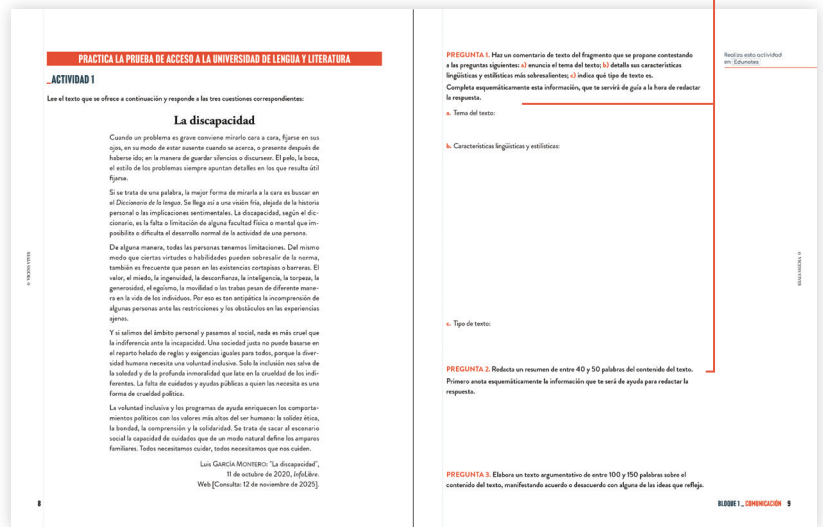 PRACTICA LA PRUEBA DE ACCESO A LA UNIVERSIDAD DE LENGUA Y LITERATURA
_ACTIVIDAD 1
Lee el texto que se ofrece a continuación y responde a las tres cuestiones correspondientes:
La discapacidad
Cuando un problema es grave conviene mirarlo cara a cara, fijarse en sus
ojos, en su modo de estar ausente cuando se acerca, o presente después de
haberse ido; en la manera de guardar silencios o discursear. El pelo, la boca,
el estilo de los problemas siempre apuntan detalles en los que resulta útil
fijarse.
Si se trata de una palabra, la mejor forma de mirarla a la cara es buscar en
el Diccionario de la lengua. Se llega así a una visión fría, alejada de la historia
personal o las implicaciones sentimentales. La discapacidad, según el dic-
cionario, es la falta o limitación de alguna facultad física o mental que im-
posibilita o dificulta el desarrollo normal de la actividad de una persona.
De alguna manera, todas las personas tenemos limitaciones. Del mismo
modo que ciertas virtudes o habilidades pueden sobresalir de la norma,
también es frecuente que pesen en las existencias cortapisas o barreras. El
valor, el miedo, la ingenuidad, la desconfianza, la inteligencia, la torpeza, la
generosidad, el egoísmo, la movilidad o las trabas pesan de diferente mane-
ra en la vida de los individuos. Por eso es tan antipática la incomprensión de
algunas personas ante las restricciones y los obstáculos en las experiencias
ajenas.
Y si salimos del ámbito personal y pasamos al social, nada es más cruel que
la indiferencia ante la incapacidad. Una sociedad justa no puede basarse en
el reparto helado de reglas y exigencias iguales para todos, porque la diver-
sidad humana necesita una voluntad inclusiva. Solo la inclusión nos salva de
la soledad y de la profunda inmoralidad que late en la crueldad de los indi-
ferentes. La falta de cuidados y ayudas públicas a quien las necesita es una
forma de crueldad política.
La voluntad inclusiva y los programas de ayuda enriquecen los comporta-
mientos políticos con los valores más altos del ser humano: la solidez ética,
la bondad, la comprensión y la solidaridad. Se trata de sacar al escenario
social la capacidad de cuidados que de un modo natural define los amparos
familiares. Todos necesitamos cuidar, todos necesitamos que nos cuiden.
Luis GARCÍA MONTERO: "La discapacidad",
11 de octubre de 2020, InfoLibre.
Web [Consulta: 12 de noviembre de 2025].
© VICENS VIVES
8
PREGUNTA 1. Haz un comentario de texto del fragmento que se propone contestando
a las preguntas siguientes: a) enuncia el tema del texto; b) detalla sus características
lingüísticas y estilísticas más sobresalientes; c) indica qué tipo de texto es.
Completa esquemáticamente esta información, que te servirá de guía a la hora de redactar
la respuesta.
a. Tema del texto:
b. Características lingüísticas y estilísticas:
c. Tipo de texto:
PREGUNTA 2. Redacta un resumen de entre 40 y 50 palabras del contenido del texto.
Primero anota esquemáticamente la información que te será de ayuda para redactar la
respuesta.
PREGUNTA 3. Elabora un texto argumentativo de entre 100 y 150 palabras sobre el
contenido del texto, manifestando acuerdo o desacuerdo con alguna de las ideas que refleja.
Realiza esta actividad
en Edunotes
© VICENS VIVES
BLOQUE 1 _ COMUNICACIÓN 9